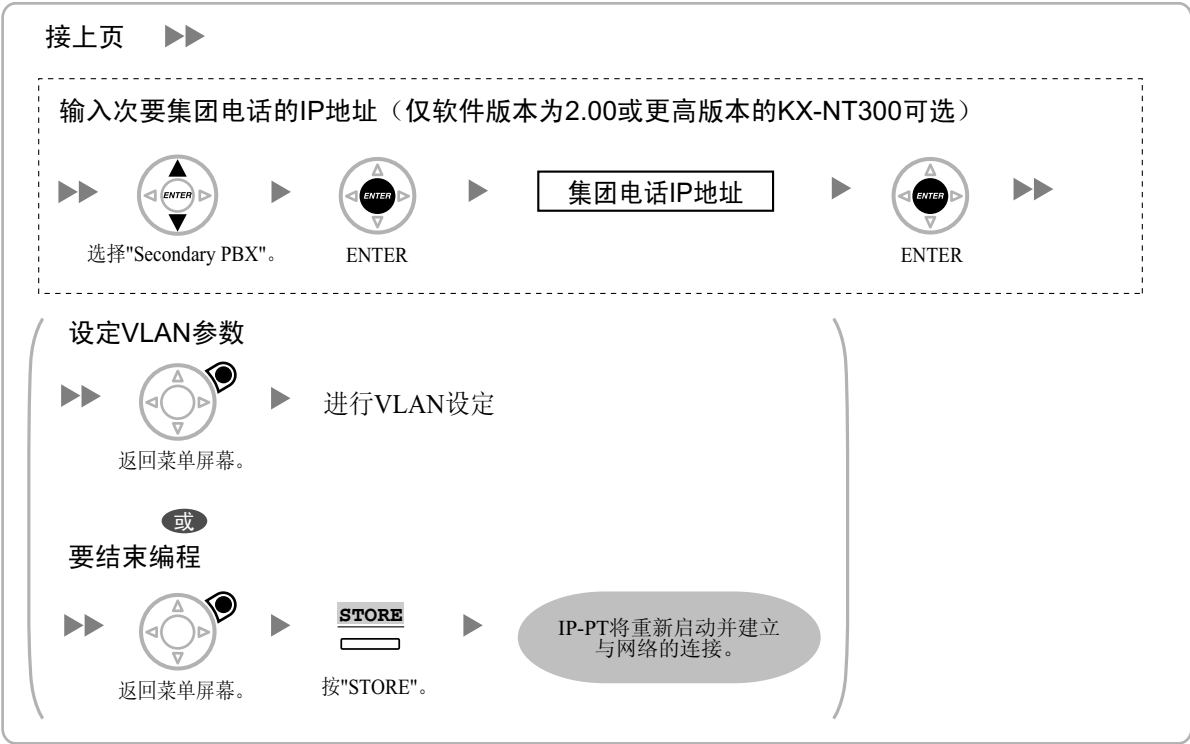 接上页
输入次要集团电话的IP地址（仅软件版本为2.00或更高版本的KX-NT300可选）
ENTER
ENTER
集团电话IP地址
ENTER
选择"Secondary PBX"。
ENTER
ENTER
设定VLAN参数
进行VLAN设定
返回菜单屏幕。
或
要结束编程
STORE
IP-PT将重新启动并建立
与网络的连接。
返回菜单屏幕。
按"STORE"。